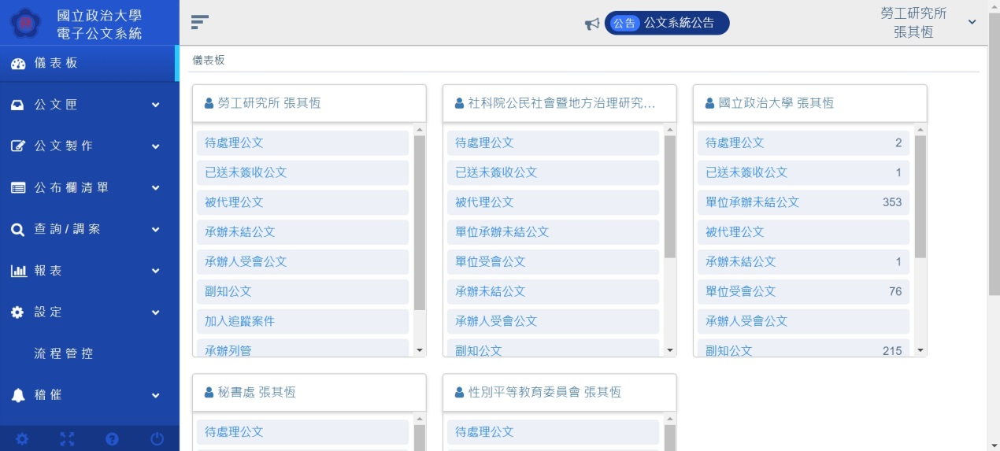 國立政治大學
電子公文系統
公告 公文系統公告
勞工研究所
張其恆
儀表板
公文匣
公文製作
公布欄清單
查詢/調案
報表
設定
流程管控
稽催
儀表板
勞工研究所 張其恆
待處理公文
已送未簽收公文
被代理公文
承辦未結公文
承辦人受會公文
副知公文
加入追蹤案件
承辦列管
社科院公民社會暨地方治理研究...
待處理公文
已送未簽收公文
被代理公文
單位承辦未結公文
單位受會公文
承辦未結公文
承辦人受會公文
副知公文
國立政治大學 張其恆
待處理公文 2
已送未簽收公文 1
單位承辦未結公文 353
被代理公文
承辦未結公文 1
單位受會公文 76
承辦人受會公文
副知公文 215
秘書處 張其恆
待處理公文
性別平等教育委員會 張其恆
待處理公文